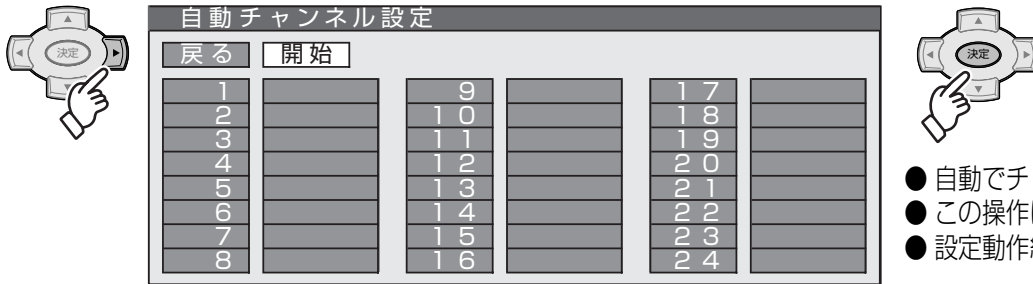 決定
自動チャンネル設定
戻る 開始
1 9 17
2 10 18
3 11 19
4 12 20
5 13 21
6 14 22
7 15 23
8 16 24
決定
● 自動でチ
● この操作
● 設定動作